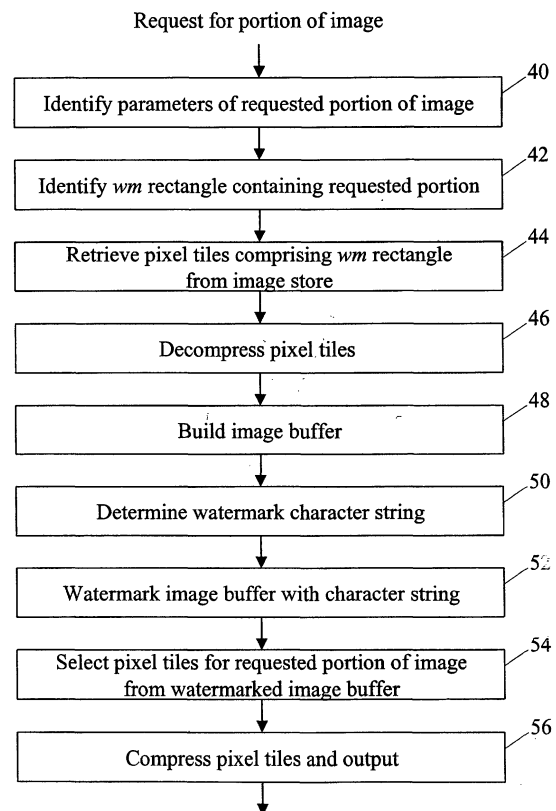 Request for portion of image
40
Identify parameters of requested portion of image
42
Identify wm rectangle containing requested portion
44
Retrieve pixel tiles comprising wm rectangle
from image store
46
Decompress pixel tiles
48
Build image buffer
50
Determine watermark character string
52
Watermark image buffer with character string
54
Select pixel tiles for requested portion of image
from watermarked image buffer
56
Compress pixel tiles and output